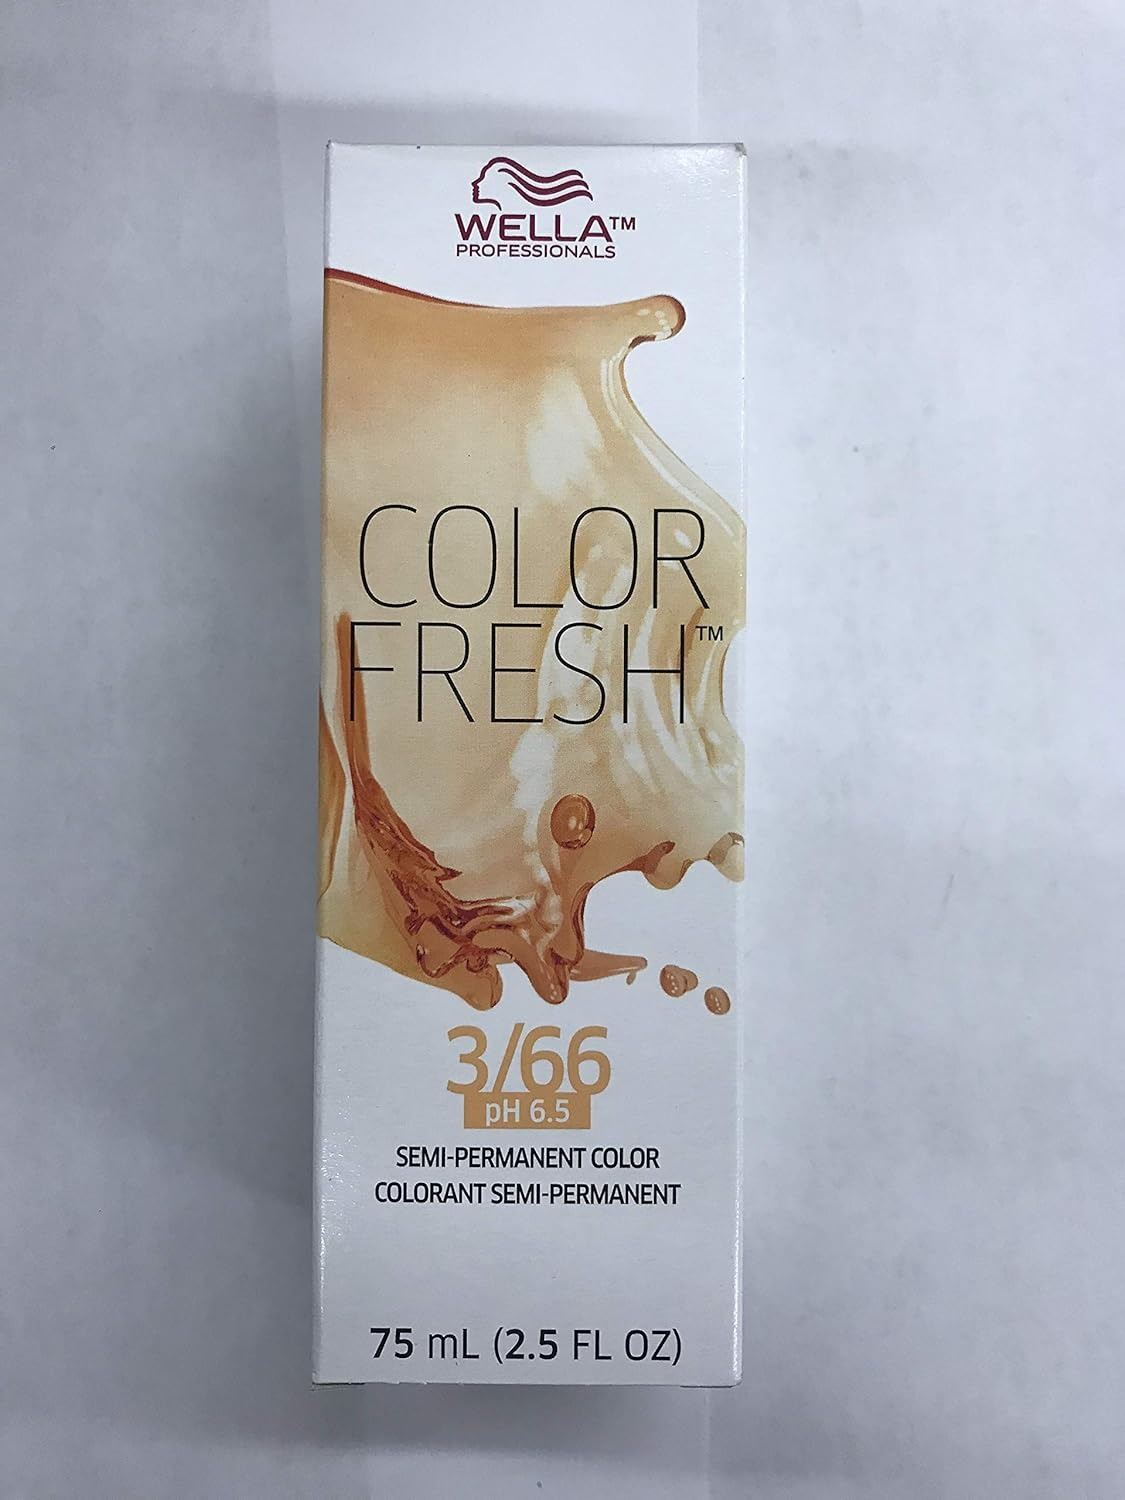 WELLA™
PROFESSIONALS
COLOR
FRESH™
3/66
pH 6.5
SEMI-PERMANENT COLOR
COLORANT SEMI-PERMANENT
75 mL (2.5 FL OZ)